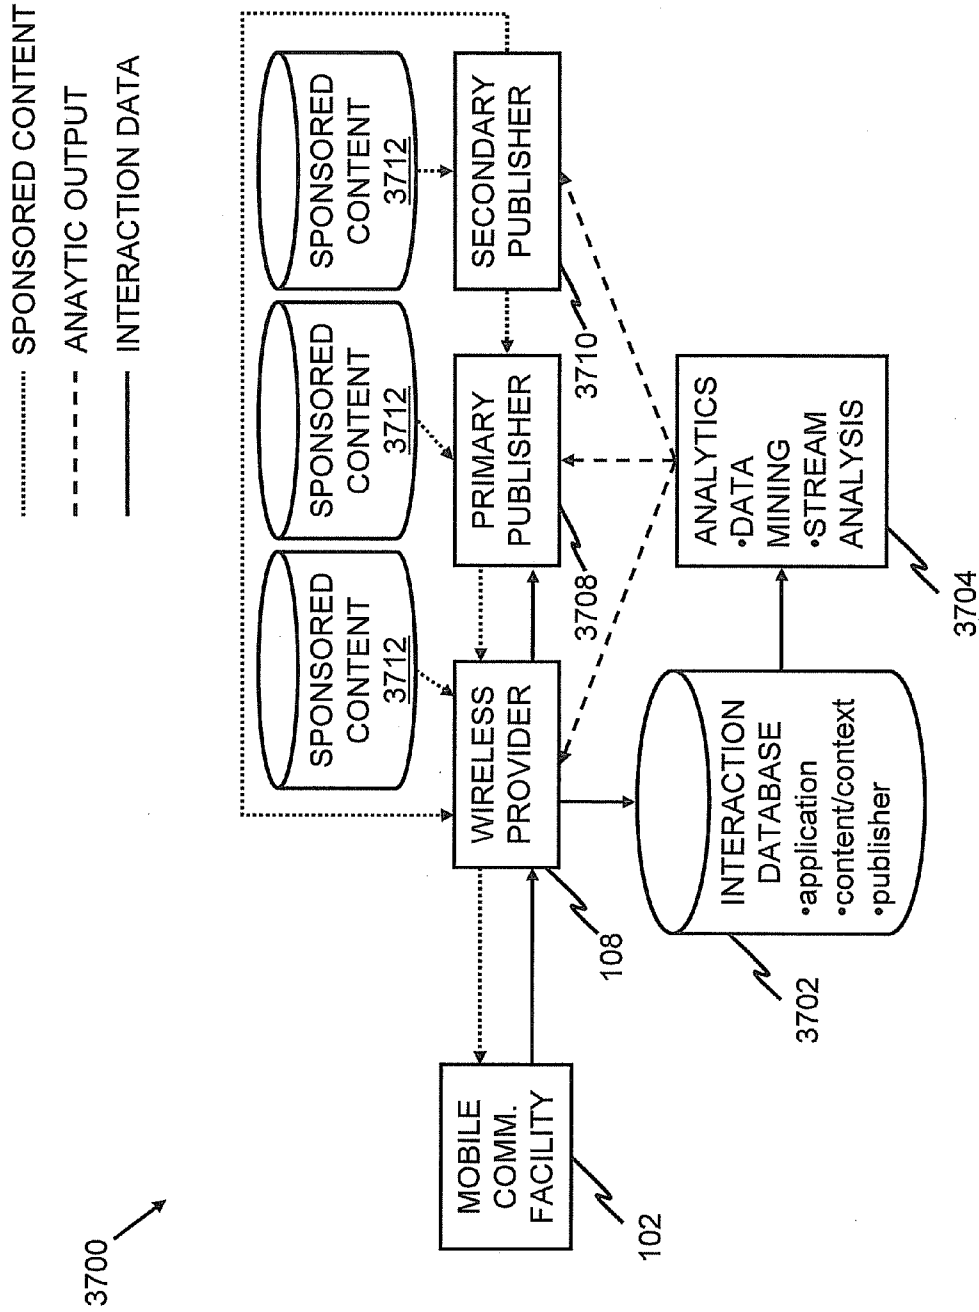 3700
SPONSORED CONTENT
ANAYTIC OUTPUT
INTERACTION DATA
SPONSORED
CONTENT
3712
SPONSORED
CONTENT
3712
SPONSORED
CONTENT
3712
MOBILE
COMM.
FACILITY
102
WIRELESS
PROVIDER
108
PRIMARY
PUBLISHER
3708
SECONDARY
PUBLISHER
3710
INTERACTION
DATABASE
•application
•content/context
•publisher
3702
ANALYTICS
•DATA
MINING
•STREAM
ANALYSIS
3704